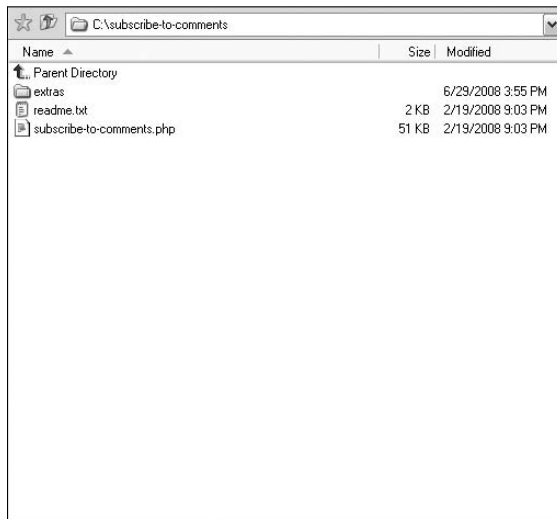 C:\subscribe-to-comments
Name Size Modified
Parent Directory
extras 6/29/2008 3:55 PM
readme.txt 2 KB 2/19/2008 9:03 PM
subscribe-to-comments.php 51 KB 2/19/2008 9:03 PM